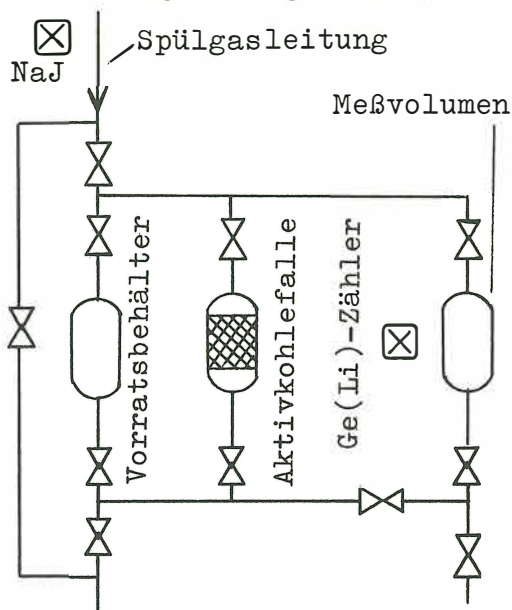 Spülgasleitung
NaJ
Meßvolumen
Vorratsbehälter
Aktivkohlefalle
Ge(Li)-Zähler